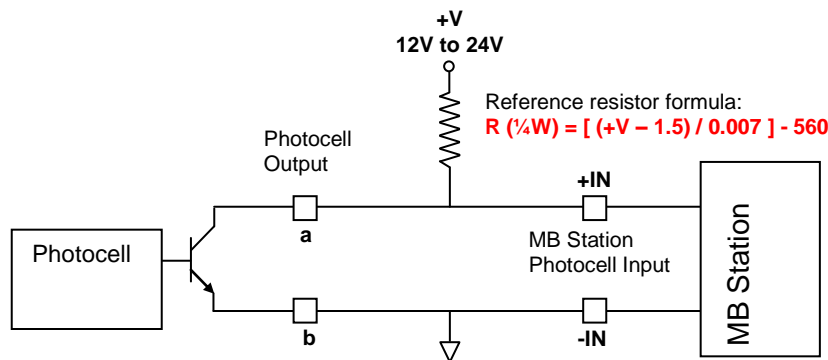 +V
12V to 24V
Reference resistor formula:
R (¼W) = [ (+V – 1.5) / 0.007 ] - 560
Photocell
Output
+IN
a
MB Station
Photocell Input
Photocell
MB Station
b
-IN